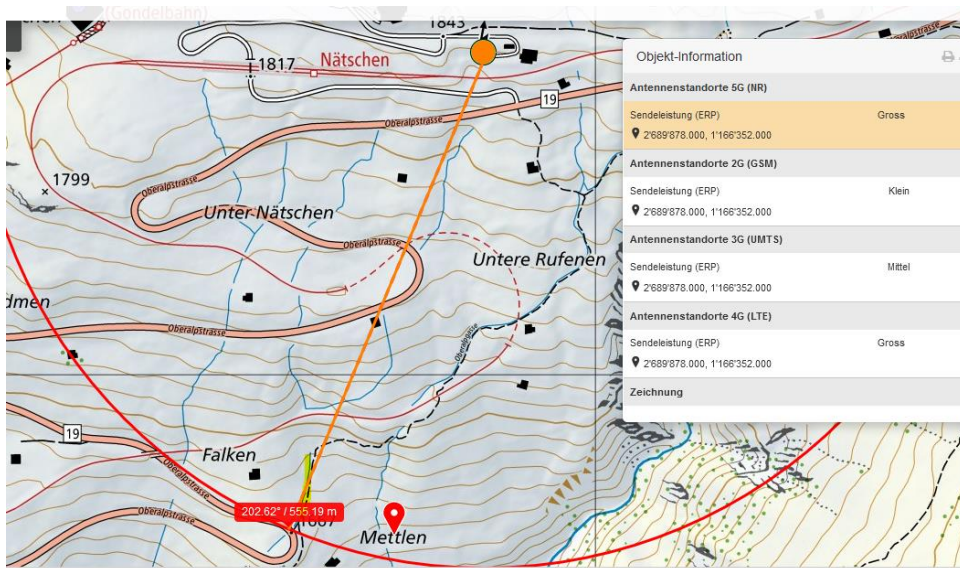 (Gondelbahn)
1843
1817
Nätschen
19
Oberalpstrasse
1799
Oberalpstrasse
Unter Nätschen
Oberalpstrasse
Untere Rufenen
dmen
Oberalpstrasse
Oberalpgasse
19
Falken
202.62° / 555.19 m
Oberalpstrasse
Mettlen
Objekt-Information
Antennenstandorte 5G (NR)
Sendeleistung (ERP) Gross
2'689'878.000, 1'166'352.000
Antennenstandorte 2G (GSM)
Sendeleistung (ERP) Klein
2'689'878.000, 1'166'352.000
Antennenstandorte 3G (UMTS)
Sendeleistung (ERP) Mittel
2'689'878.000, 1'166'352.000
Antennenstandorte 4G (LTE)
Sendeleistung (ERP) Gross
2'689'878.000, 1'166'352.000
Zeichnung